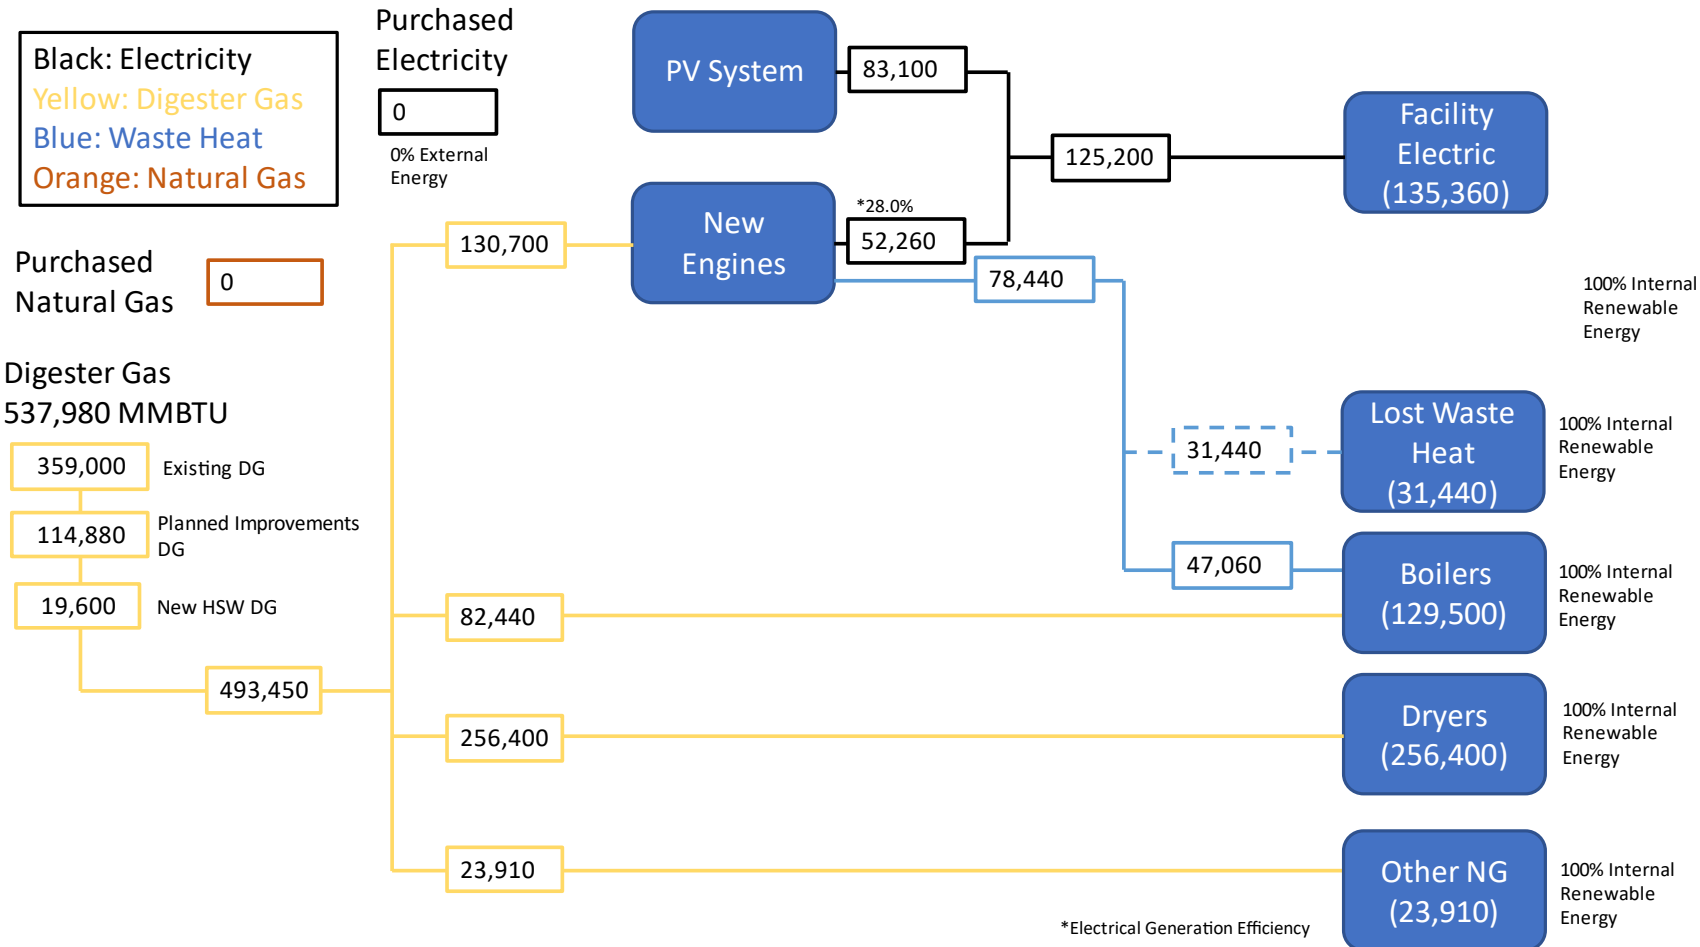 Black: Electricity
Yellow: Digester Gas
Blue: Waste Heat
Orange: Natural Gas
Purchased
Electricity
0
0% External
Energy
PV System
83,100
125,200
Facility
Electric
(135,360)
Purchased
Natural Gas
0
130,700
New
Engines
*28.0%
52,260
78,440
100% Internal
Renewable
Energy
Digester Gas
537,980 MMBTU
359,000
Existing DG
114,880
Planned Improvements
DG
19,600
New HSW DG
493,450
31,440
Lost Waste
Heat
(31,440)
100% Internal
Renewable
Energy
47,060
82,440
Boilers
(129,500)
100% Internal
Renewable
Energy
256,400
Dryers
(256,400)
100% Internal
Renewable
Energy
23,910
Other NG
(23,910)
100% Internal
Renewable
Energy
*Electrical Generation Efficiency